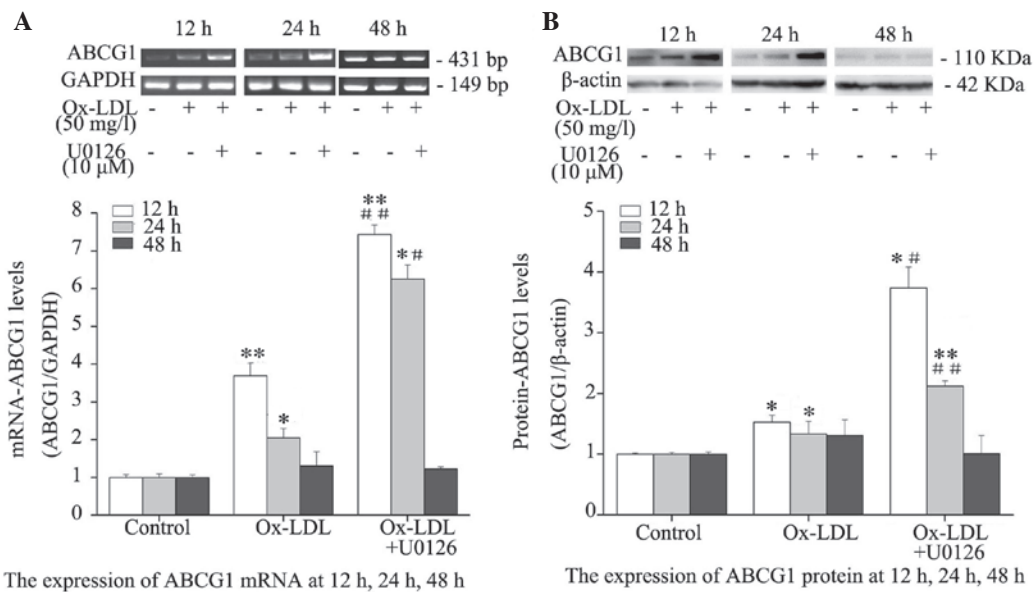 A
12 h 24 h 48 h
ABCG1 - 431 bp
GAPDH - 149 bp
Ox-LDL - + + - + + - + +
(50 mg/l)
U0126 - - + - - + - - +
(10 µM)
mRNA-ABCG1 levels
(ABCG1/GAPDH)
8
7
6
5
4
3
2
1
0
12 h
24 h
48 h
**
*
**
# #
* #
Control Ox-LDL Ox-LDL
+U0126
The expression of ABCG1 mRNA at 12 h, 24 h, 48 h
B
12 h 24 h 48 h
ABCG1 - 110 KDa
β-actin - 42 KDa
Ox-LDL - + + - + + - + +
(50 mg/l)
U0126 - - + - - + - - +
(10 µM)
Protein-ABCG1 levels
(ABCG1/β-actin)
5
4
3
2
1
0
12 h
24 h
48 h
*
*
* #
**
# #
Control Ox-LDL Ox-LDL
+U0126
The expression of ABCG1 protein at 12 h, 24 h, 48 h